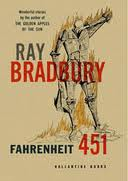 Wonderful stories
by the author of
THE GOLDEN APPLES
OF THE SUN
RAY
BRADBURY
FAHRENHEIT 451
BALLANTINE BOOKS